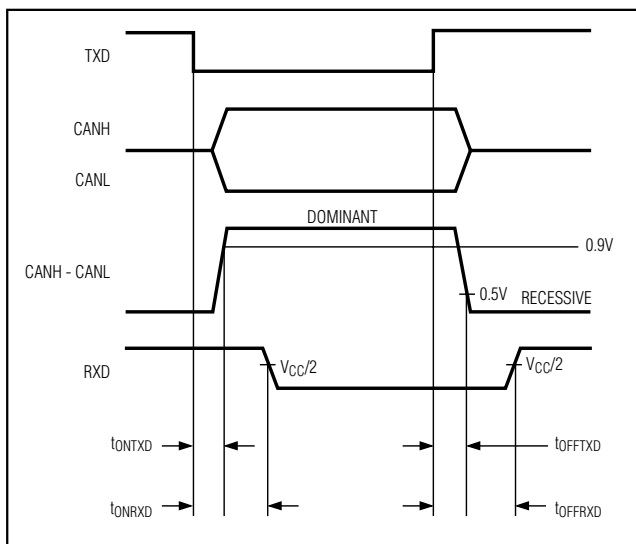 TXD
CANH
CANL
DOMINANT
0.9V
CANH - CANL
0.5V
RECESSIVE
RXD
VCC/2
VCC/2
tONTXD
tOFFTXD
tONRXD
tOFFRXD